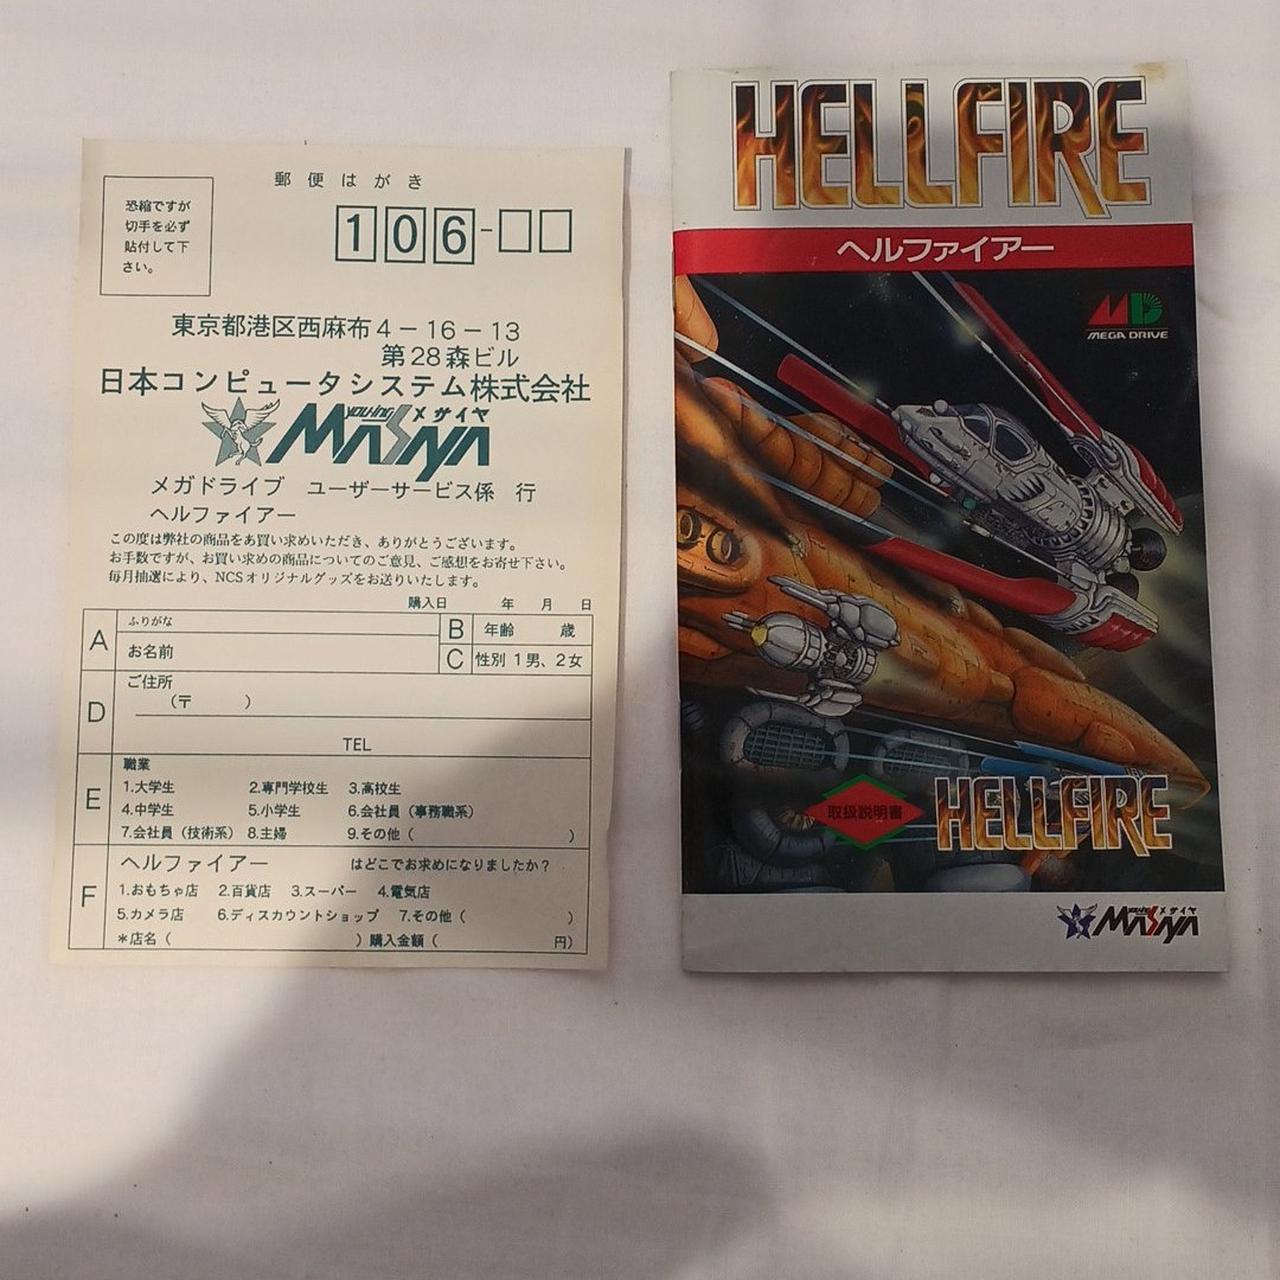 郵便はがき
恐縮ですが
切手を必ず
貼付して下
さい。
106-
東京都港区西麻布4-16-13
第28森ビル
日本コンピュータシステム株式会社
you-ing メサイヤ
MASAYA
メガドライブ ユーザーサービス係 行
ヘルファイアー
この度は弊社の商品をお買い求めいただき、ありがとうございます。
お手数ですが、お買い求めの商品についてのご意見、ご感想をお寄せ下さい。
毎月抽選により、NCSオリジナルグッズをお送りいたします。
購入日 年 月 日
A ふりがな
お名前
B 年齢 歳
C 性別 1男、2女
D ご住所
(〒 )
TEL
E 職業
1.大学生 2.専門学校生 3.高校生
4.中学生 5.小学生 6.会社員(事務職系)
7.会社員(技術系) 8.主婦 9.その他( )
F ヘルファイアー はどこでお求めになりましたか?
1.おもちゃ店 2.百貨店 3.スーパー 4.電気店
5.カメラ店 6.ディスカウントショップ 7.その他( )
*店名( )購入金額( 円)
HELLFIRE
ヘルファイアー
MD
MEGA DRIVE
取扱説明書
HELLFIRE
you-ing メサイヤ
MASAYA